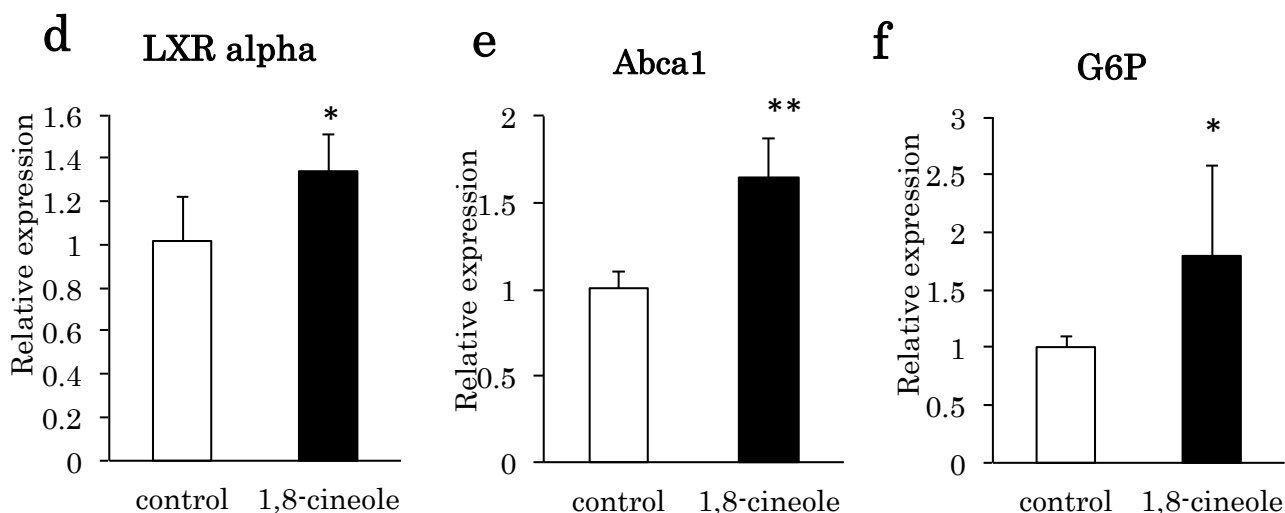 d
LXR alpha
*
Relative expression
1.6
1.4
1.2
1
0.8
0.6
0.4
0.2
0
control 1,8-cineole
e
Abca1
**
Relative expression
2
1.5
1
0.5
0
control 1,8-cineole
f
G6P
*
Relative expression
3
2.5
2
1.5
1
0.5
0
control 1,8-cineole